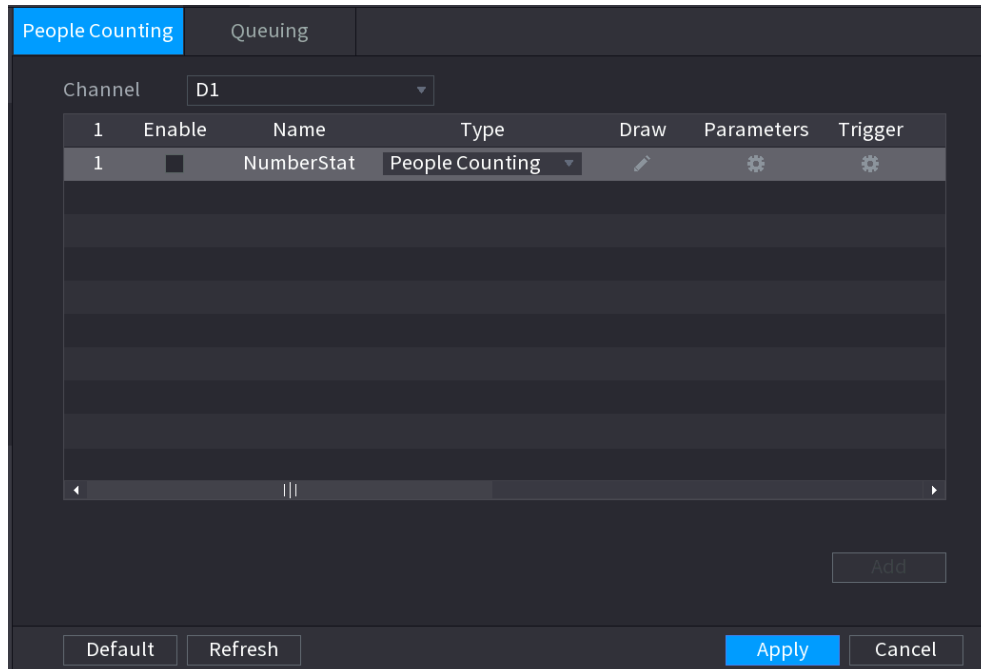 People Counting Queuing
Channel D1
1 Enable Name Type Draw Parameters Trigger
1 NumberStat People Counting
Add
Default Refresh Apply Cancel